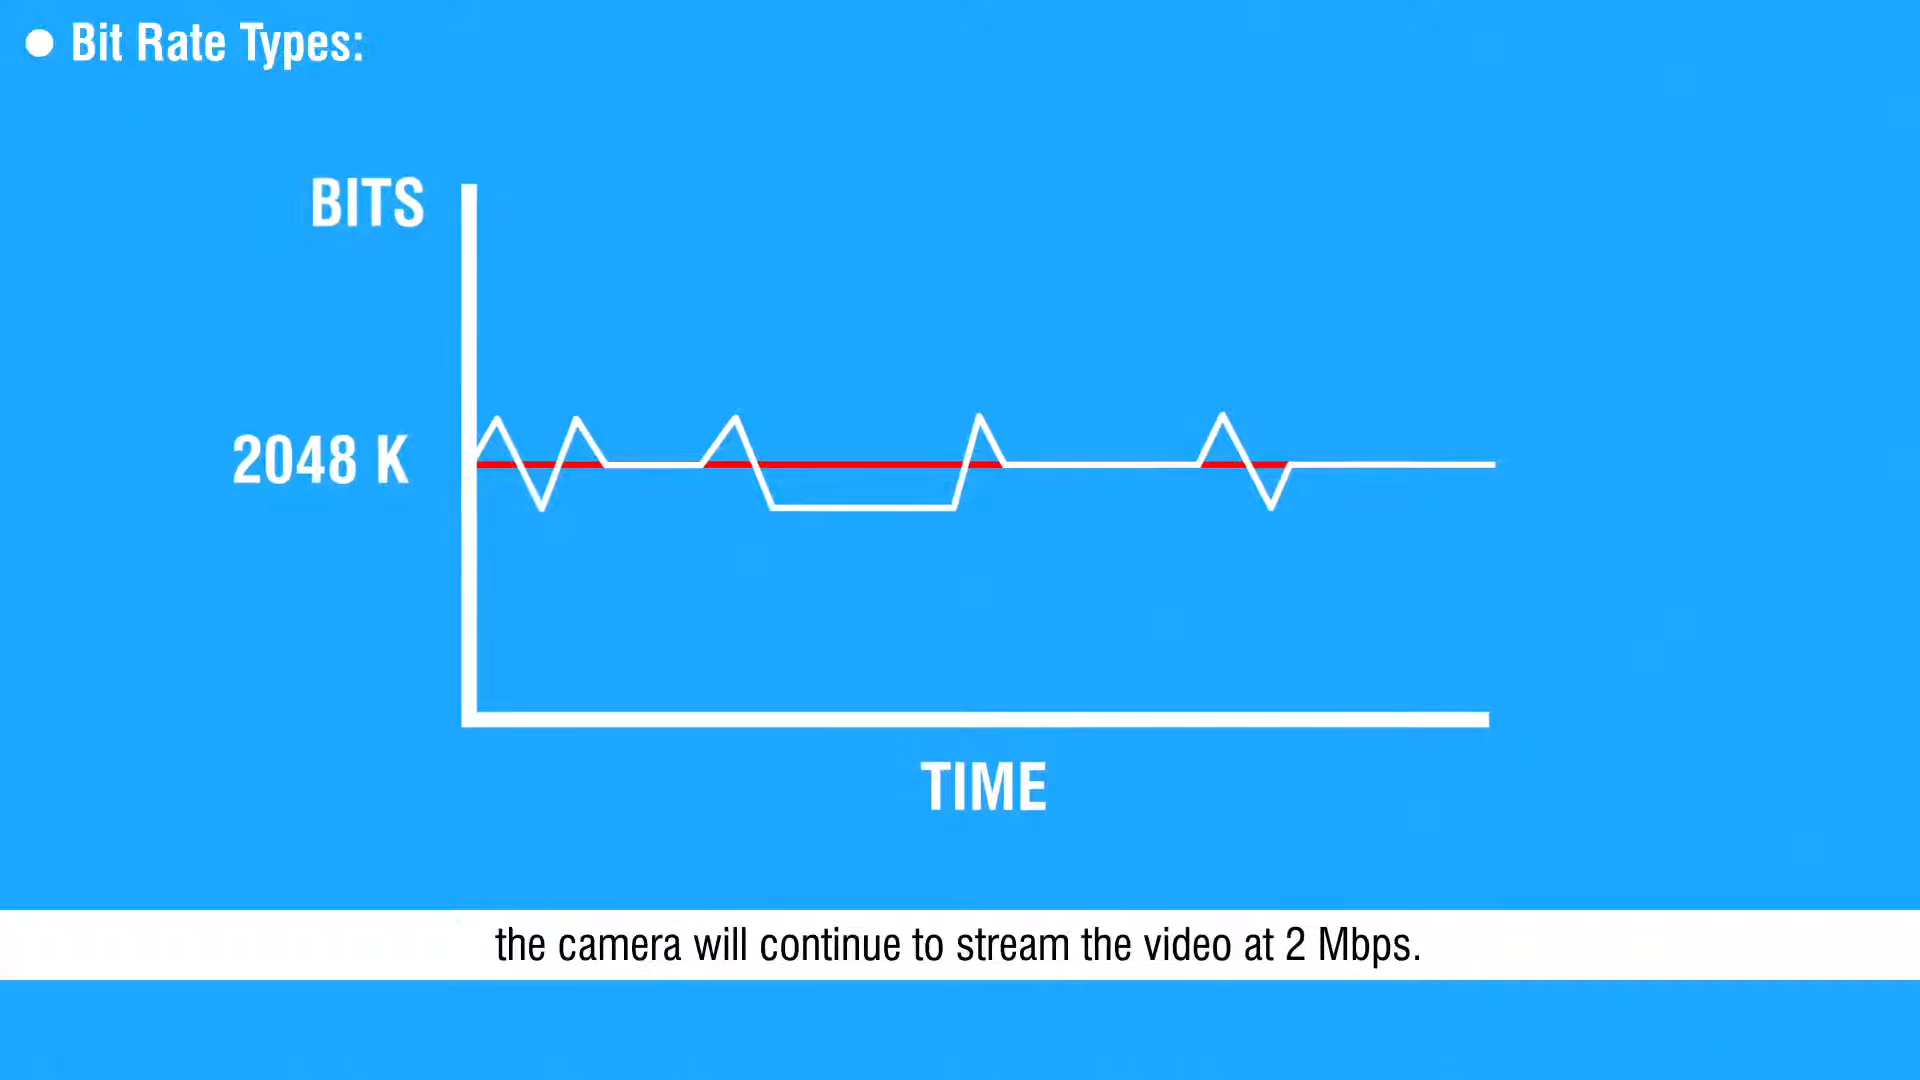 Bit Rate Types:
BITS
2048 K
TIME
the camera will continue to stream the video at 2 Mbps.